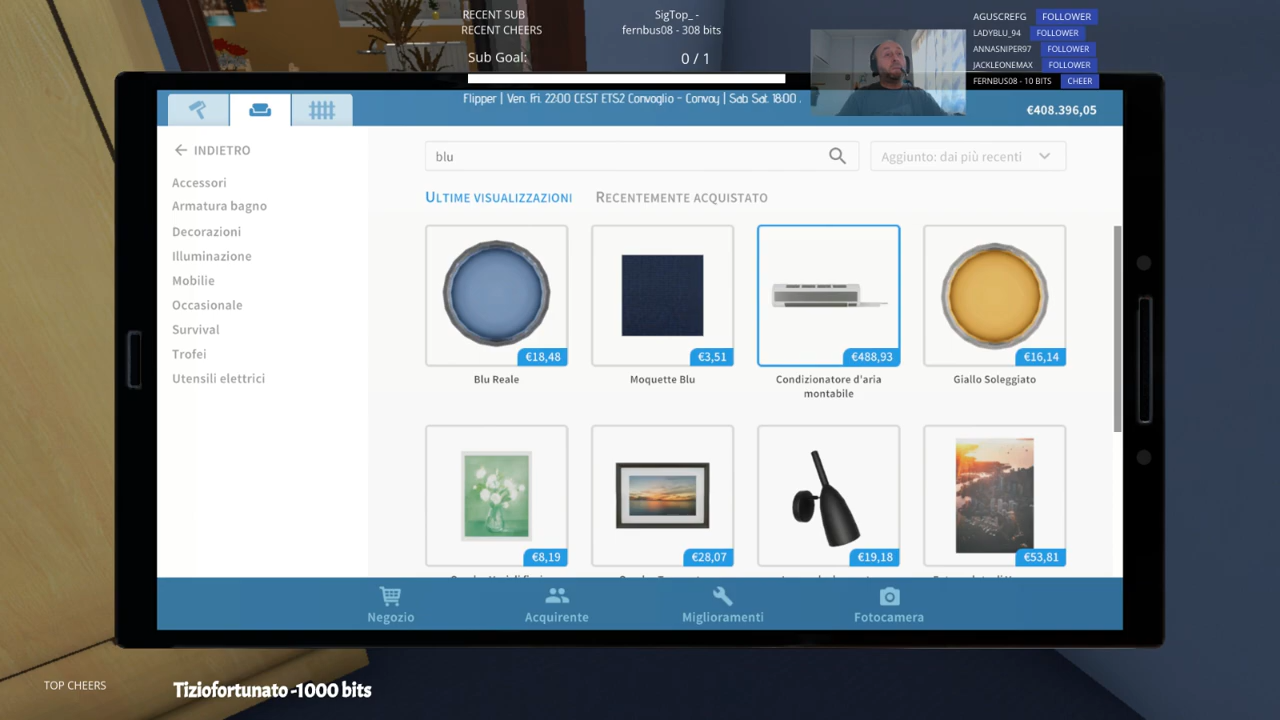 RECENT SUB
SigTop_ -
RECENT CHEERS
fernbus08 - 308 bits
Sub Goal:
0 / 1
AGUSCREFG FOLLOWER
LADYBLU_94 FOLLOWER
ANNASNIPER97 FOLLOWER
JACKLEONEMAX FOLLOWER
FERNBUS08 - 10 BITS CHEER
Flipper | Ven. Fri. 22:00 CEST ETS2 Convoglio - Convoy | Sab Sat. 18:00 .
€408.396,05
INDIETRO
Accessori
Armatura bagno
Decorazioni
Illuminazione
Mobilie
Occasionale
Survival
Trofei
Utensili elettrici
blu
Aggiunto: dai più recenti
ULTIME VISUALIZZAZIONI
RECENTEMENTE ACQUISTATO
€18,48
€3,51
€488,93
€16,14
Blu Reale
Moquette Blu
Condizionatore d'aria
montabile
Giallo Soleggiato
€8,19
€28,07
€19,18
€53,81
Negozio
Acquirente
Miglioramenti
Fotocamera
TOP CHEERS
Tiziofortunato -1000 bits